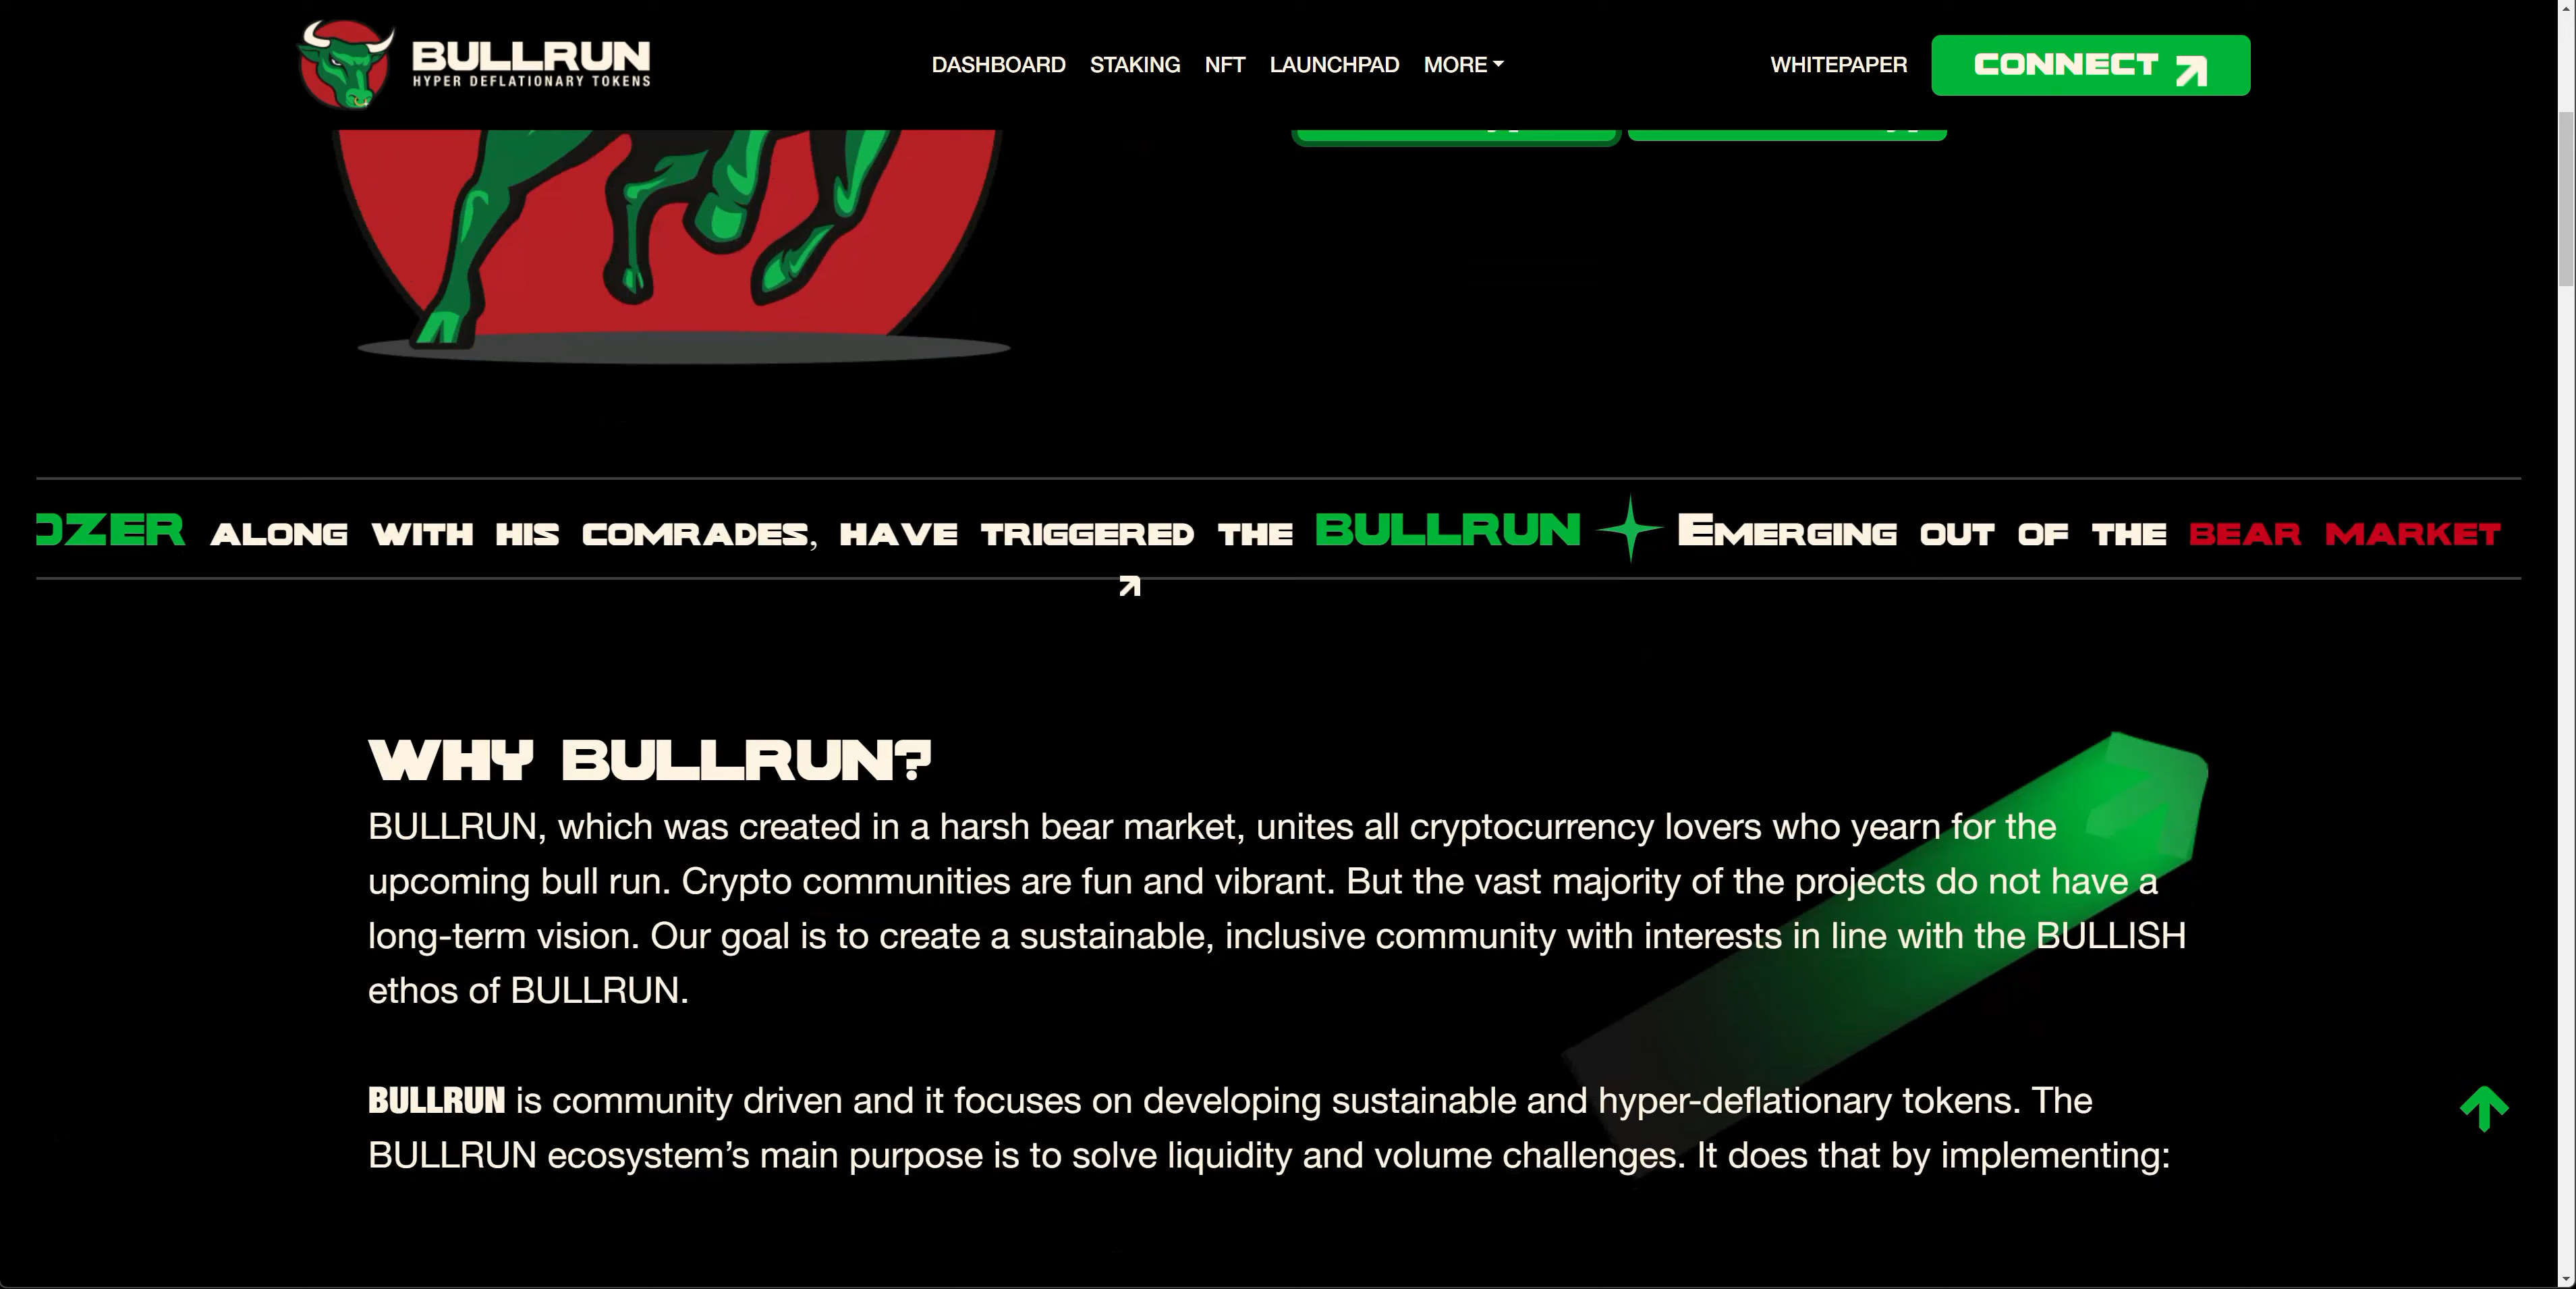 BULLRUN
HYPER DEFLATIONARY TOKENS
DASHBOARD STAKING NFT LAUNCHPAD MORE
WHITEPAPER CONNECT
ALONG WITH HIS COMRADES, HAVE TRIGGERED THE BULLRUN EMERGING OUT OF THE BEAR MARKET
WHY BULLRUN?
BULLRUN, which was created in a harsh bear market, unites all cryptocurrency lovers who yearn for the
upcoming bull run. Crypto communities are fun and vibrant. But the vast majority of the projects do not have a
long-term vision. Our goal is to create a sustainable, inclusive community with interests in line with the BULLISH
ethos of BULLRUN.
BULLRUN is community driven and it focuses on developing sustainable and hyper-deflationary tokens. The
BULLRUN ecosystem’s main purpose is to solve liquidity and volume challenges. It does that by implementing: